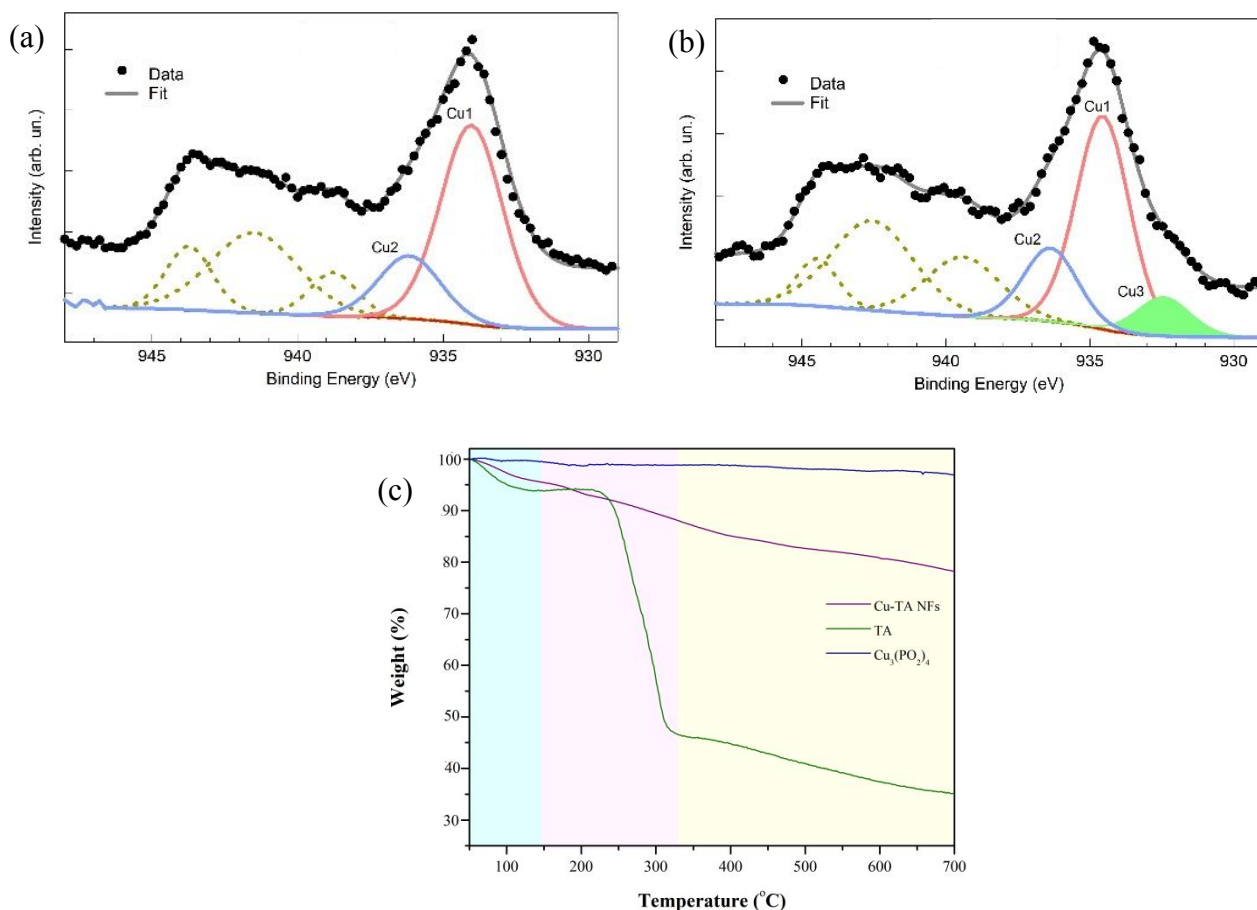 (a)
Intensity (arb. un.)
Data
Fit
Cu1
Cu2
945 940 935 930
Binding Energy (eV)
(b)
Intensity (arb. un.)
Data
Fit
Cu1
Cu2
Cu3
945 940 935 930
Binding Energy (eV)
(c)
Weight (%)
100
90
80
70
60
50
40
30
Cu-TA NFs
TA
Cu₃(PO₂)₄
100 200 300 400 500 600 700
Temperature (°C)